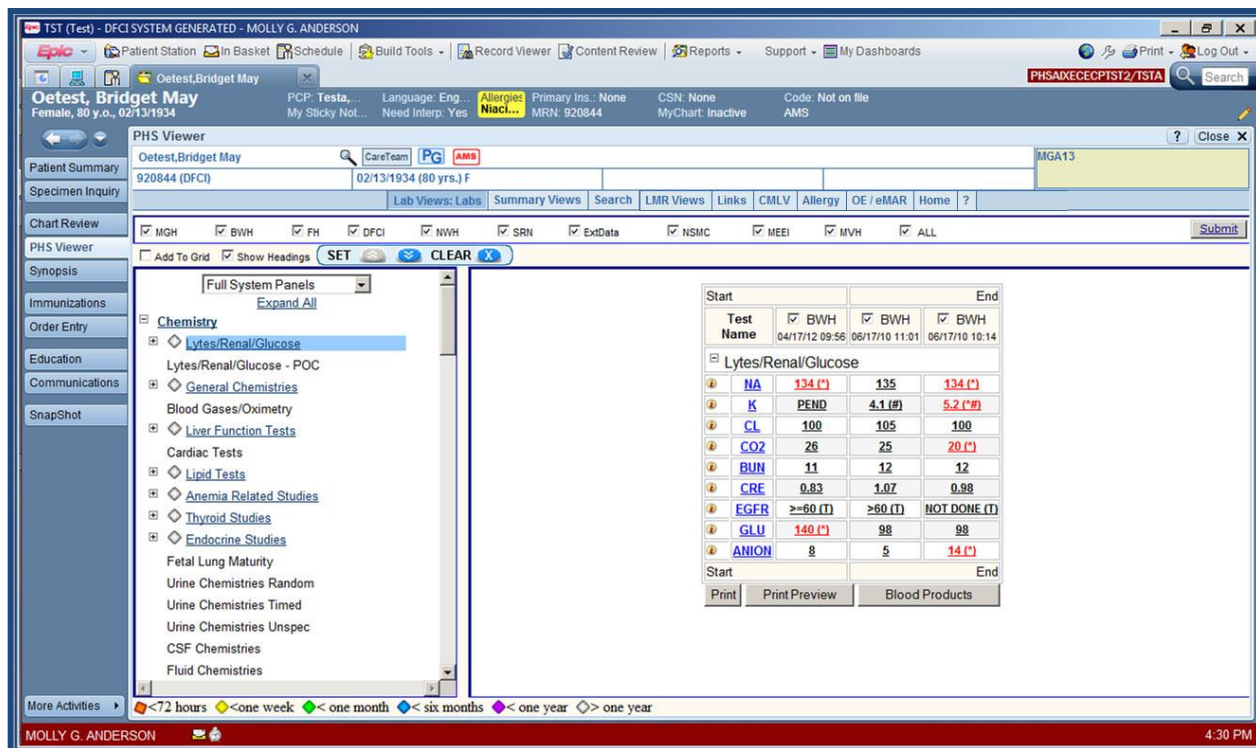 TST (Test) - DFCI SYSTEM GENERATED - MOLLY G. ANDERSON
Epic Patient Station In Basket Schedule Build Tools Record Viewer Content Review Reports Support My Dashboards Print Log Out
Oetest,Bridget May PHSAIXECECPTST2/TSTA Search
Oetest, Bridget May PCP: Testa,... Language: Eng... Allergies Primary Ins.: None CSN: None Code: Not on file
Female, 80 y.o., 02/13/1934 My Sticky Not... Need Interp: Yes Niaci... MRN: 920844 MyChart: Inactive AMS
PHS Viewer ? Close X
Patient Summary
Specimen Inquiry
Chart Review
PHS Viewer
Synopsis
Immunizations
Order Entry
Education
Communications
SnapShot
More Activities
Oetest,Bridget May CareTeam PG AMS MGA13
920844 (DFCI) 02/13/1934 (80 yrs.) F
Lab Views: Labs Summary Views Search LMR Views Links CMLV Allergy OE / eMAR Home ?
MGH BWH FH DFCI NWH SRN ExtData NSMC MEEI MVH ALL Submit
Add To Grid Show Headings SET CLEAR X
Full System Panels
Expand All
Chemistry
Lytes/Renal/Glucose
Lytes/Renal/Glucose - POC
General Chemistries
Blood Gases/Oximetry
Liver Function Tests
Cardiac Tests
Lipid Tests
Anemia Related Studies
Thyroid Studies
Endocrine Studies
Fetal Lung Maturity
Urine Chemistries Random
Urine Chemistries Timed
Urine Chemistries Unspec
CSF Chemistries
Fluid Chemistries
Start End
Test Name BWH 04/17/12 09:56 BWH 06/17/10 11:01 BWH 06/17/10 10:14
Lytes/Renal/Glucose
NA 134 (*) 135 134 (*)
K PEND 4.1 (#) 5.2 (*#)
CL 100 105 100
CO2 26 25 20 (*)
BUN 11 12 12
CRE 0.83 1.07 0.98
EGFR >=60 (T) >60 (T) NOT DONE (T)
GLU 140 (*) 98 98
ANION 8 5 14 (*)
Start End
Print Print Preview Blood Products
<72 hours <one week < one month < six months < one year > one year
MOLLY G. ANDERSON 4:30 PM